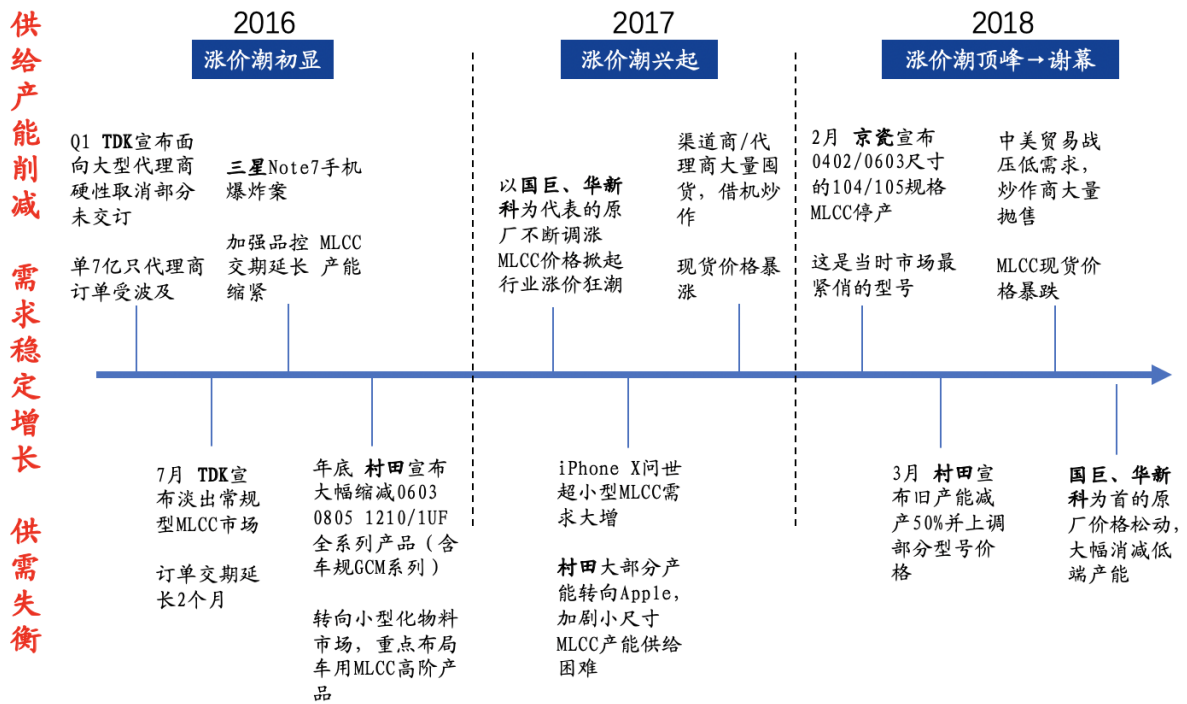 供给产能削减 需求稳定增长 供需失衡
2016
涨价潮初显
Q1 TDK宣布面
向大型代理商
硬性取消部分
未交订
单7亿只代理商
订单受波及
三星Note7手机
爆炸案
加强品控 MLCC
交期延长 产能
缩紧
7月 TDK宣
布淡出常规
型MLCC市场
订单交期延
长2个月
年底 村田宣布
大幅缩减0603
0805 1210/1UF
全系列产品（含
车规GCM系列）
转向小型化物料
市场，重点布局
车用MLCC高阶产
品
2017
涨价潮兴起
以国巨、华新
科为代表的原
厂不断调涨
MLCC价格掀起
行业涨价狂潮
渠道商/代
理商大量囤
货，借机炒
作
现货价格暴
涨
iPhone X问世
超小型MLCC需
求大增
村田大部分产
能转向Apple，
加剧小尺寸
MLCC产能供给
困难
2018
涨价潮顶峰→谢幕
2月 京瓷宣布
0402/0603尺寸
的104/105规格
MLCC停产
这是当时市场最
紧俏的型号
中美贸易战
压低需求，
炒作商大量
抛售
MLCC现货价
格暴跌
3月 村田宣
布旧产能减
产50%并上调
部分型号价
格
国巨、华新
科为首的原
厂价格松动，
大幅消减低
端产能